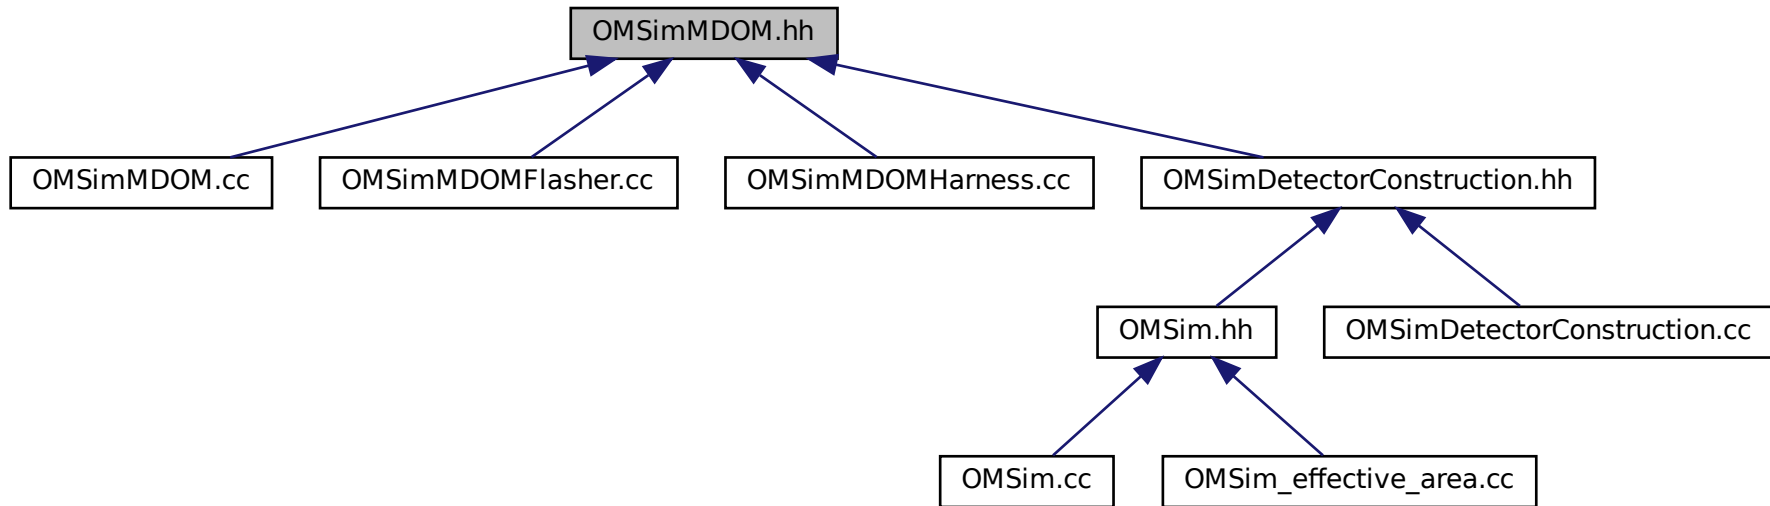 OMSimMDOM.hh
OMSimMDOM.cc
OMSimMDOMFlasher.cc
OMSimMDOMHarness.cc
OMSimDetectorConstruction.hh
OMSim.hh
OMSimDetectorConstruction.cc
OMSim.cc
OMSim_effective_area.cc